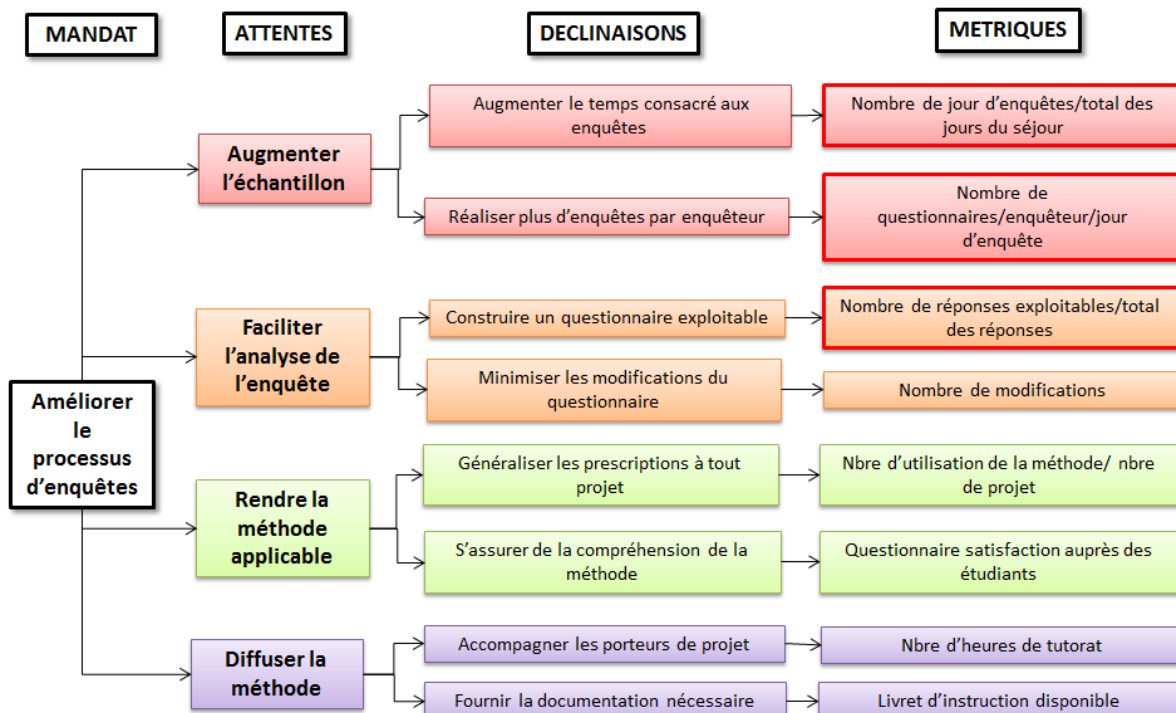 MANDAT
ATTENTES
DECLINAISONS
METRIQUES
Améliorer
le
processus
d'enquêtes
Augmenter
l'échantillon
Augmenter le temps consacré aux
enquêtes
Nombre de jour d'enquêtes/total des
jours du séjour
Réaliser plus d'enquêtes par enquêteur
Nombre de
questionnaires/enquêteur/jour
d'enquête
Faciliter
l'analyse de
l'enquête
Construire un questionnaire exploitable
Nombre de réponses exploitables/total
des réponses
Minimiser les modifications du
questionnaire
Nombre de modifications
Rendre la
méthode
applicable
Généraliser les prescriptions à tout
projet
Nbre d'utilisation de la méthode/ nbre
de projet
S'assurer de la compréhension de la
méthode
Questionnaire satisfaction auprès des
étudiants
Diffuser la
méthode
Accompagner les porteurs de projet
Nbre d'heures de tutorat
Fournir la documentation nécessaire
Livret d'instruction disponible